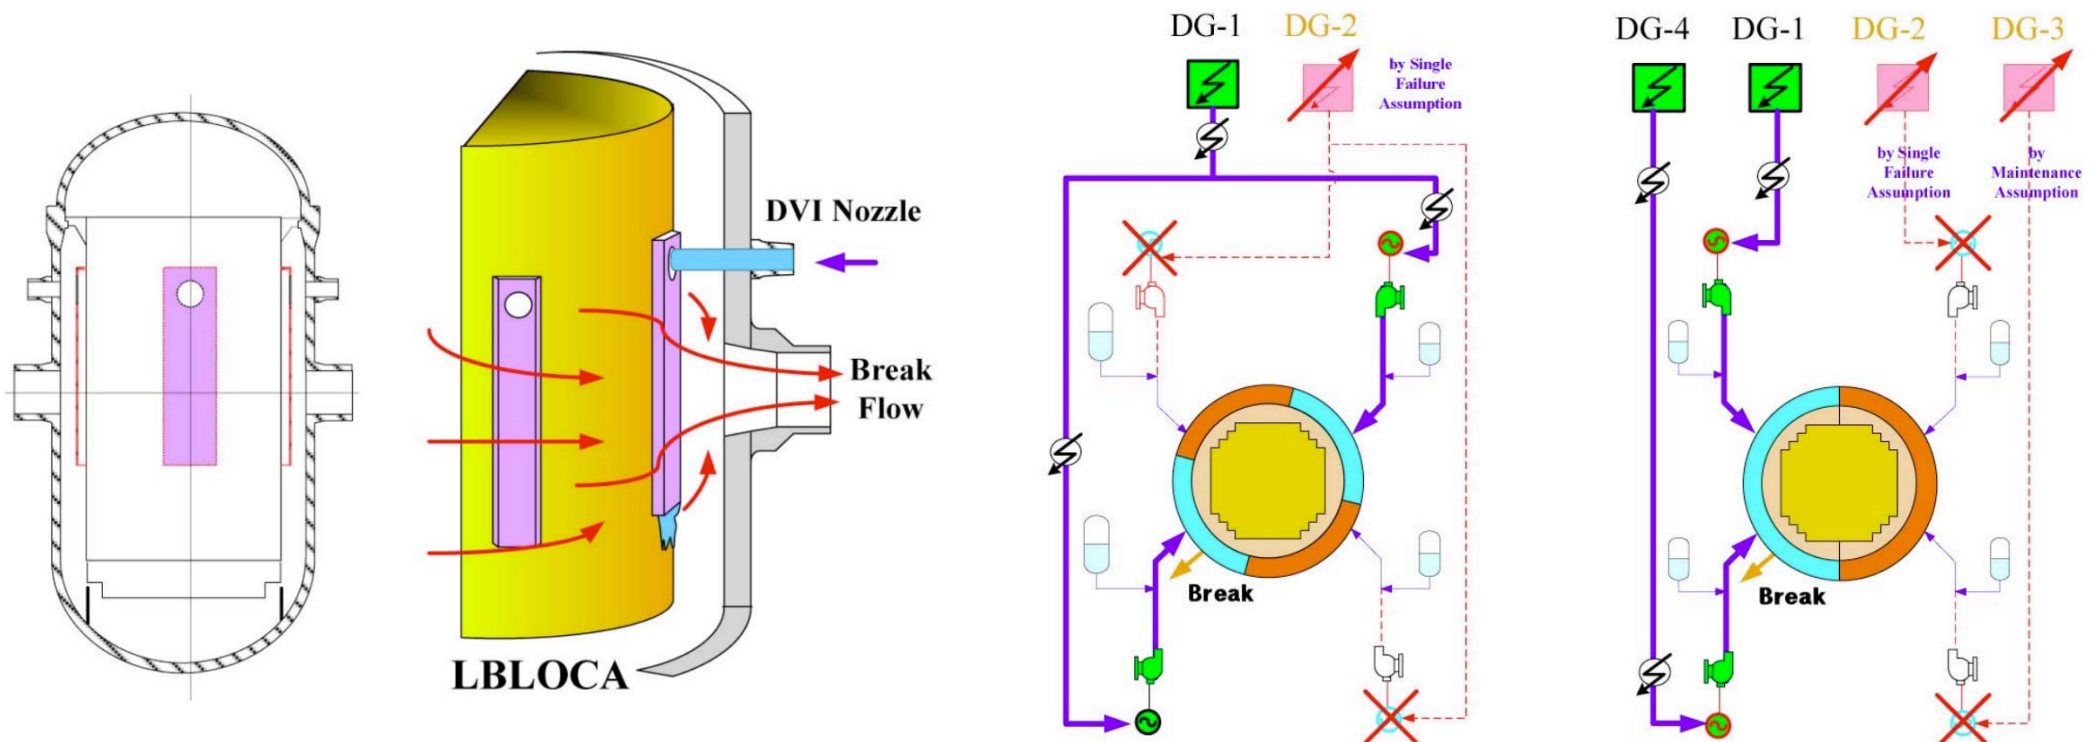 DVI Nozzle
Break
Flow
LBLOCA
DG-1
DG-2
by Single
Failure
Assumption
Break
DG-4
DG-1
DG-2
DG-3
by Single
Failure
Assumption
by
Maintenance
Assumption
Break